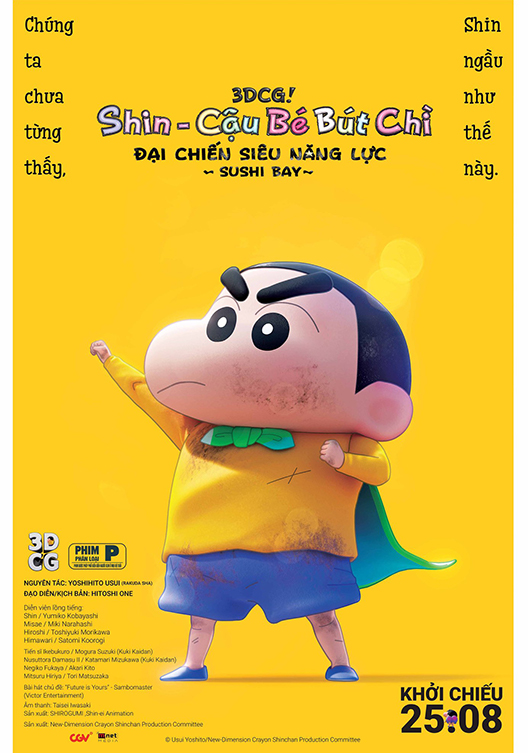 Chúng
ta
chưa
từng
thấy,
Shin
ngầu
như
thế
này.
3DCG!
Shin - Cậu Bé Bút Chì
ĐẠI CHIẾN SIÊU NĂNG LỰC
~ SUSHI BAY ~
3D
CG
PHIM
PHÂN LOẠI
P
NGUYÊN TÁC: YOSHIHITO USUI (RAKUDA SHA)
ĐẠO DIỄN/KỊCH BẢN: HITOSHI ONE
Diễn viên lồng tiếng:
Shin / Yumiko Kobayashi
Misae / Miki Narahashi
Hiroshi / Toshiyuki Morikawa
Himawari / Satomi Koorogi
Tiến sĩ Ikebukuro / Mogura Suzuki (Kuki Kaidan)
Nusuttora Damasu II / Katamari Mizukawa (Kuki Kaidan)
Negiko Fukaya / Akari Kito
Mitsuru Hiriya / Tori Matsuzaka
Bài hát chủ đề: "Future is Yours" - Sambomaster
(Victor Entertainment)
Âm thanh: Taisei Iwasaki
Sản xuất: SHIROGUMI ,Shin-ei Animation
Sản xuất: New-Dimension Crayon Shinchan Production Committee
CGV
net
MEDIA
© Usui Yoshito/New-Dimension Crayon Shinchan Production Committee
KHỞI CHIẾU
25.08